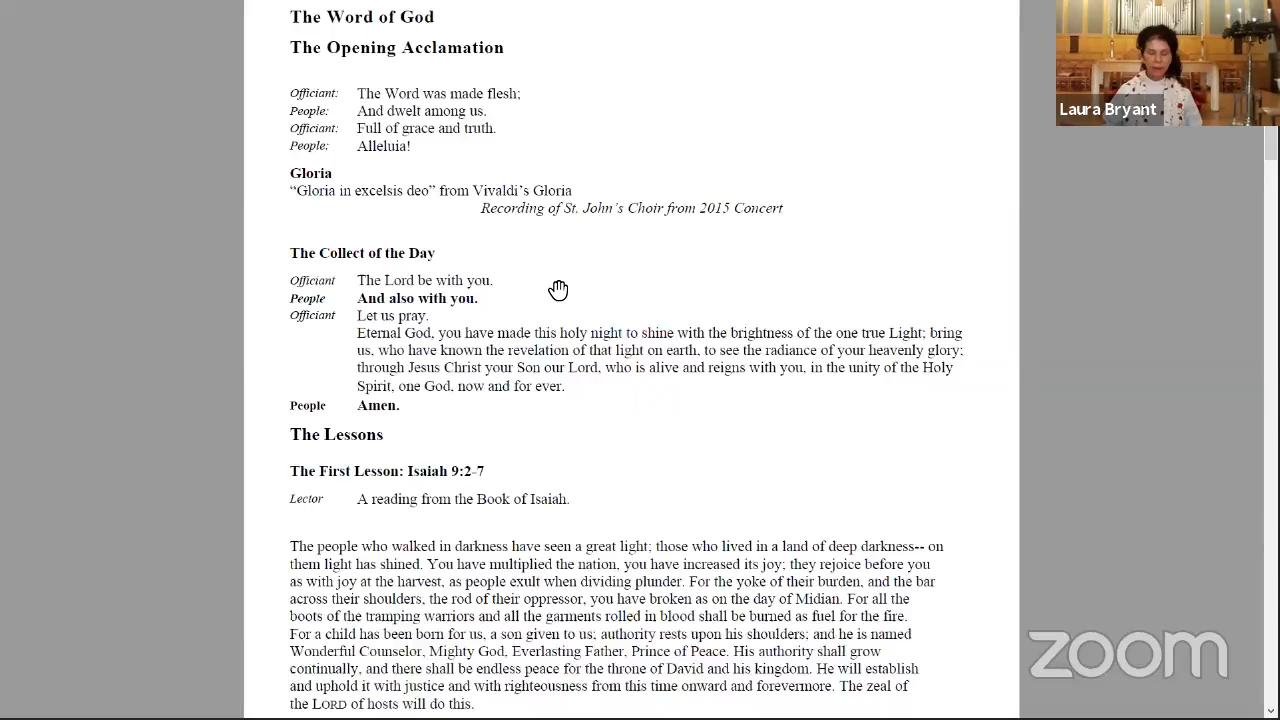 The Word of God
The Opening Acclamation
Officiant: The Word was made flesh;
People: And dwelt among us.
Officiant: Full of grace and truth.
People: Alleluia!
Gloria
“Gloria in excelsis deo” from Vivaldi’s Gloria
Recording of St. John’s Choir from 2015 Concert
The Collect of the Day
Officiant The Lord be with you.
People And also with you.
Officiant Let us pray.
Eternal God, you have made this holy night to shine with the brightness of the one true Light; bring
us, who have known the revelation of that light on earth, to see the radiance of your heavenly glory;
through Jesus Christ your Son our Lord, who is alive and reigns with you, in the unity of the Holy
Spirit, one God, now and for ever.
People Amen.
The Lessons
The First Lesson: Isaiah 9:2-7
Lector A reading from the Book of Isaiah.
The people who walked in darkness have seen a great light; those who lived in a land of deep darkness-- on
them light has shined. You have multiplied the nation, you have increased its joy; they rejoice before you
as with joy at the harvest, as people exult when dividing plunder. For the yoke of their burden, and the bar
across their shoulders, the rod of their oppressor, you have broken as on the day of Midian. For all the
boots of the tramping warriors and all the garments rolled in blood shall be burned as fuel for the fire.
For a child has been born for us, a son given to us; authority rests upon his shoulders; and he is named
Wonderful Counselor, Mighty God, Everlasting Father, Prince of Peace. His authority shall grow
continually, and there shall be endless peace for the throne of David and his kingdom. He will establish
and uphold it with justice and with righteousness from this time onward and forevermore. The zeal of
the LORD of hosts will do this.
Laura Bryant
zoom